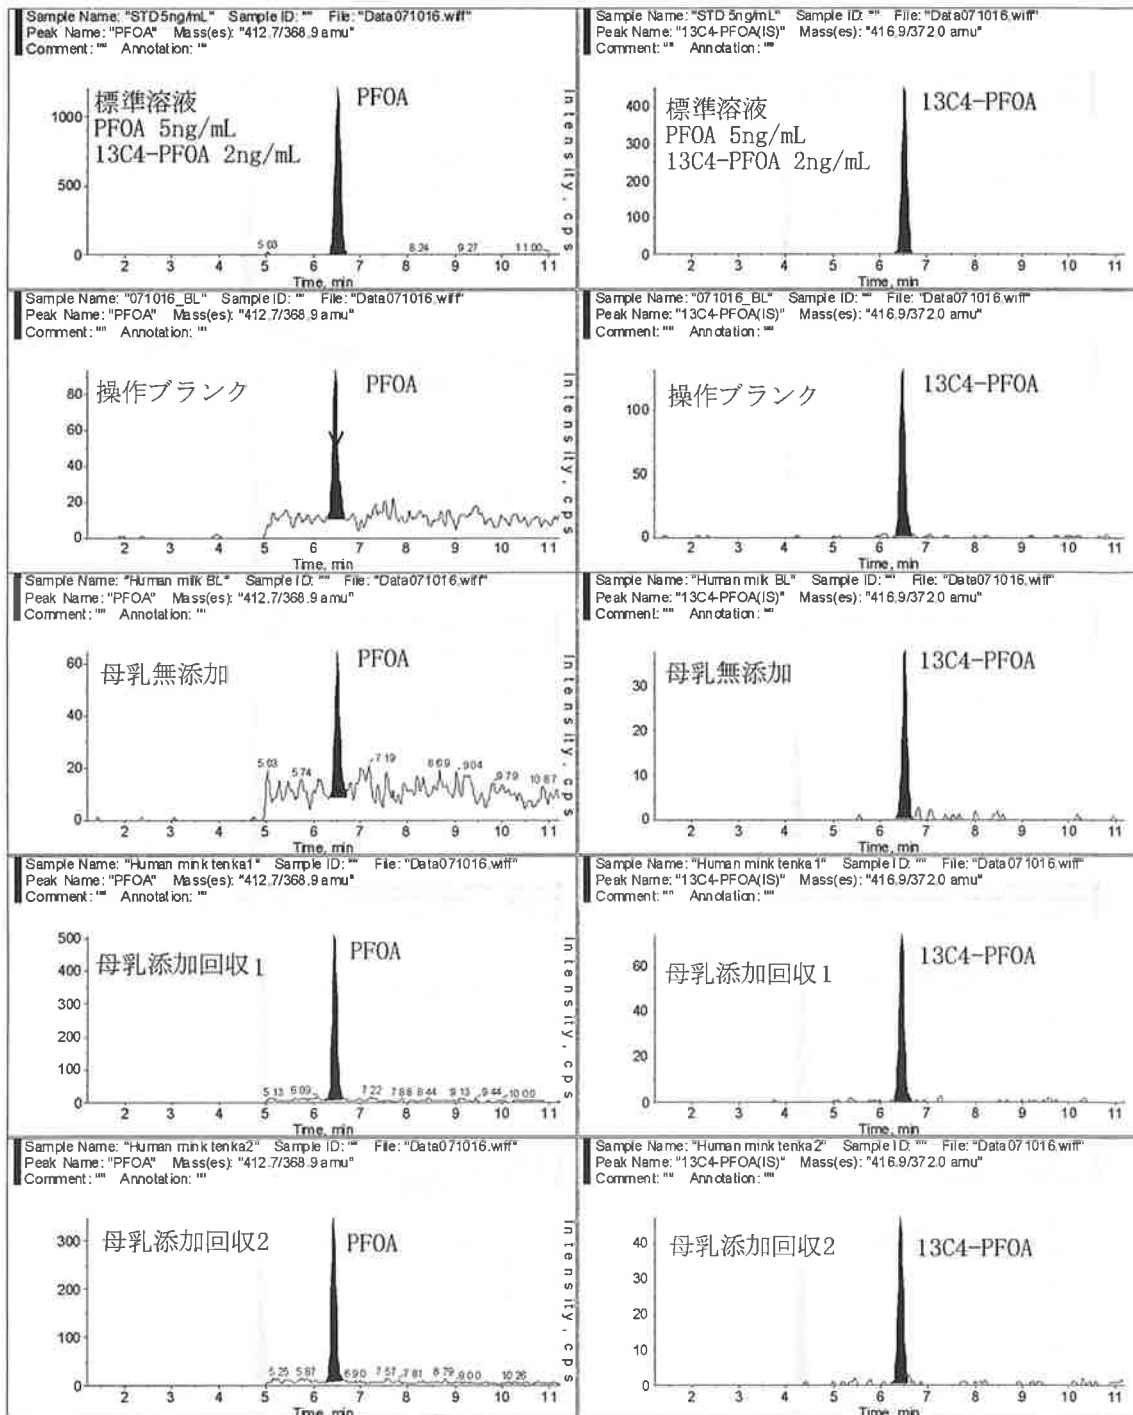 Sample Name: "STD 5ng/mL" Sample ID: "" File: "Data071016.wiff"
Peak Name: "PFOA" Mass(es): "412.7/368.9 amu"
Comment: "" Annotation: ""
標準溶液
PFOA 5ng/mL
13C4-PFOA 2ng/mL
PFOA
Intensity, cps
1000
500
0
5.03
8.24
9.27
11.00
2 3 4 5 6 7 8 9 10 11
Time, min
Sample Name: "STD 5ng/mL" Sample ID: "" File: "Data071016.wiff"
Peak Name: "13C4-PFOA(IS)" Mass(es): "416.9/372.0 amu"
Comment: "" Annotation: ""
標準溶液
PFOA 5ng/mL
13C4-PFOA 2ng/mL
13C4-PFOA
400
300
200
100
0
2 3 4 5 6 7 8 9 10 11
Time, min
Sample Name: "071016_BL" Sample ID: "" File: "Data071016.wiff"
Peak Name: "PFOA" Mass(es): "412.7/368.9 amu"
Comment: "" Annotation: ""
操作ブランク
PFOA
Intensity, cps
80
60
40
20
0
2 3 4 5 6 7 8 9 10 11
Time, min
Sample Name: "071016_BL" Sample ID: "" File: "Data071016.wiff"
Peak Name: "13C4-PFOA(IS)" Mass(es): "416.9/372.0 amu"
Comment: "" Annotation: ""
操作ブランク
13C4-PFOA
100
50
0
2 3 4 5 6 7 8 9 10 11
Time, min
Sample Name: "Human milk BL" Sample ID: "" File: "Data071016.wiff"
Peak Name: "PFOA" Mass(es): "412.7/368.9 amu"
Comment: "" Annotation: ""
母乳無添加
PFOA
Intensity, cps
60
40
20
0
5.03
5.74
7.19
8.69
9.04
9.79
10.87
2 3 4 5 6 7 8 9 10 11
Time, min
Sample Name: "Human milk BL" Sample ID: "" File: "Data071016.wiff"
Peak Name: "13C4-PFOA(IS)" Mass(es): "416.9/372.0 amu"
Comment: "" Annotation: ""
母乳無添加
13C4-PFOA
30
20
10
0
2 3 4 5 6 7 8 9 10 11
Time, min
Sample Name: "Human mink tenka1" Sample ID: "" File: "Data071016.wiff"
Peak Name: "PFOA" Mass(es): "412.7/368.9 amu"
Comment: "" Annotation: ""
母乳添加回収1
PFOA
Intensity, cps
500
400
300
200
100
0
5.13
6.09
7.22
7.88
8.44
9.13
9.44
10.00
2 3 4 5 6 7 8 9 10 11
Time, min
Sample Name: "Human mink tenka1" Sample ID: "" File: "Data071016.wiff"
Peak Name: "13C4-PFOA(IS)" Mass(es): "416.9/372.0 amu"
Comment: "" Annotation: ""
母乳添加回収1
13C4-PFOA
60
40
20
0
2 3 4 5 6 7 8 9 10 11
Time, min
Sample Name: "Human mink tenka2" Sample ID: "" File: "Data071016.wiff"
Peak Name: "PFOA" Mass(es): "412.7/368.9 amu"
Comment: "" Annotation: ""
母乳添加回収2
PFOA
Intensity, cps
300
200
100
0
5.25
5.87
6.90
7.57
7.81
8.79
9.00
10.26
2 3 4 5 6 7 8 9 10 11
Time, min
Sample Name: "Human mink tenka2" Sample ID: "" File: "Data071016.wiff"
Peak Name: "13C4-PFOA(IS)" Mass(es): "416.9/372.0 amu"
Comment: "" Annotation: ""
母乳添加回収2
13C4-PFOA
40
30
20
10
0
2 3 4 5 6 7 8 9 10 11
Time, min